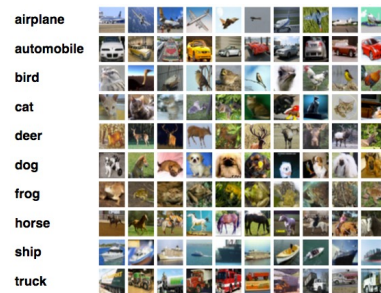 airplane
automobile
bird
cat
deer
dog
frog
horse
ship
truck